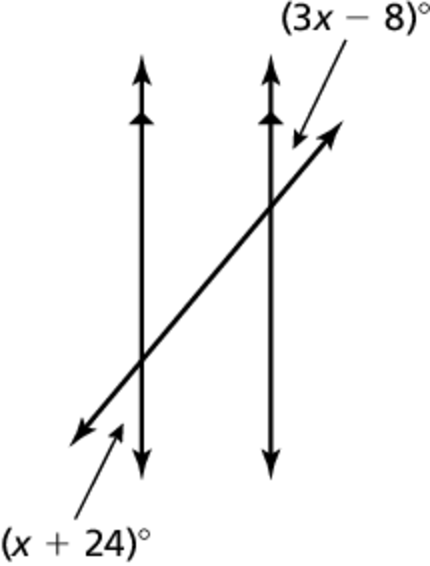 (3x − 8)°
(x + 24)°